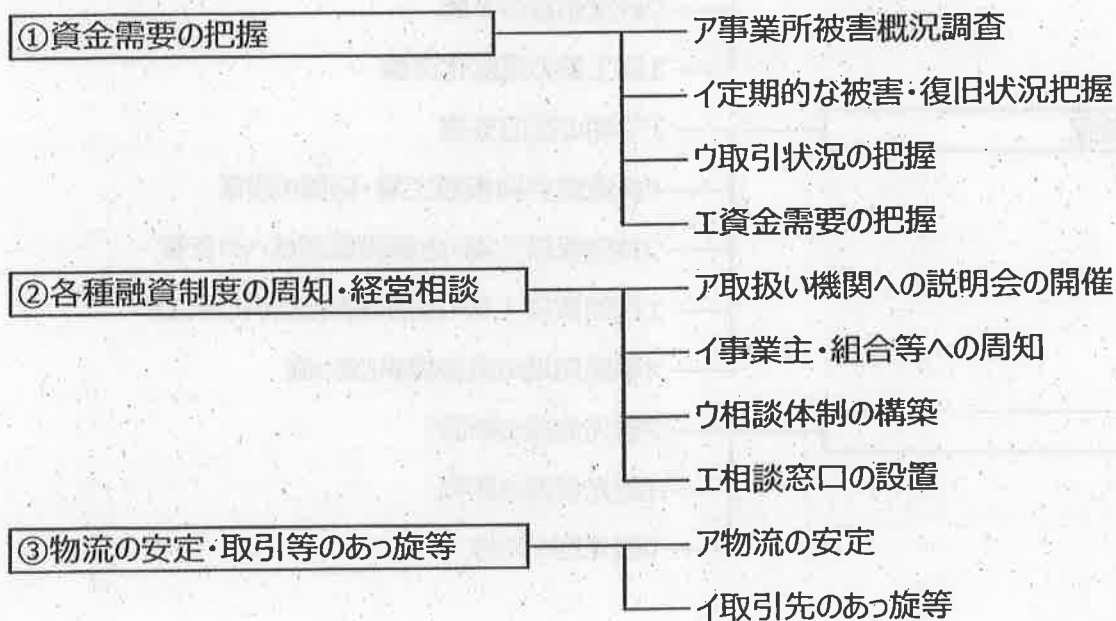 ①資金需要の把握
ア事業所被害概況調査
イ定期的な被害・復旧状況把握
ウ取引状況の把握
エ資金需要の把握
②各種融資制度の周知・経営相談
ア取扱い機関への説明会の開催
イ事業主・組合等への周知
ウ相談体制の構築
エ相談窓口の設置
③物流の安定・取引等のあっ旋等
ア物流の安定
イ取引先のあっ旋等